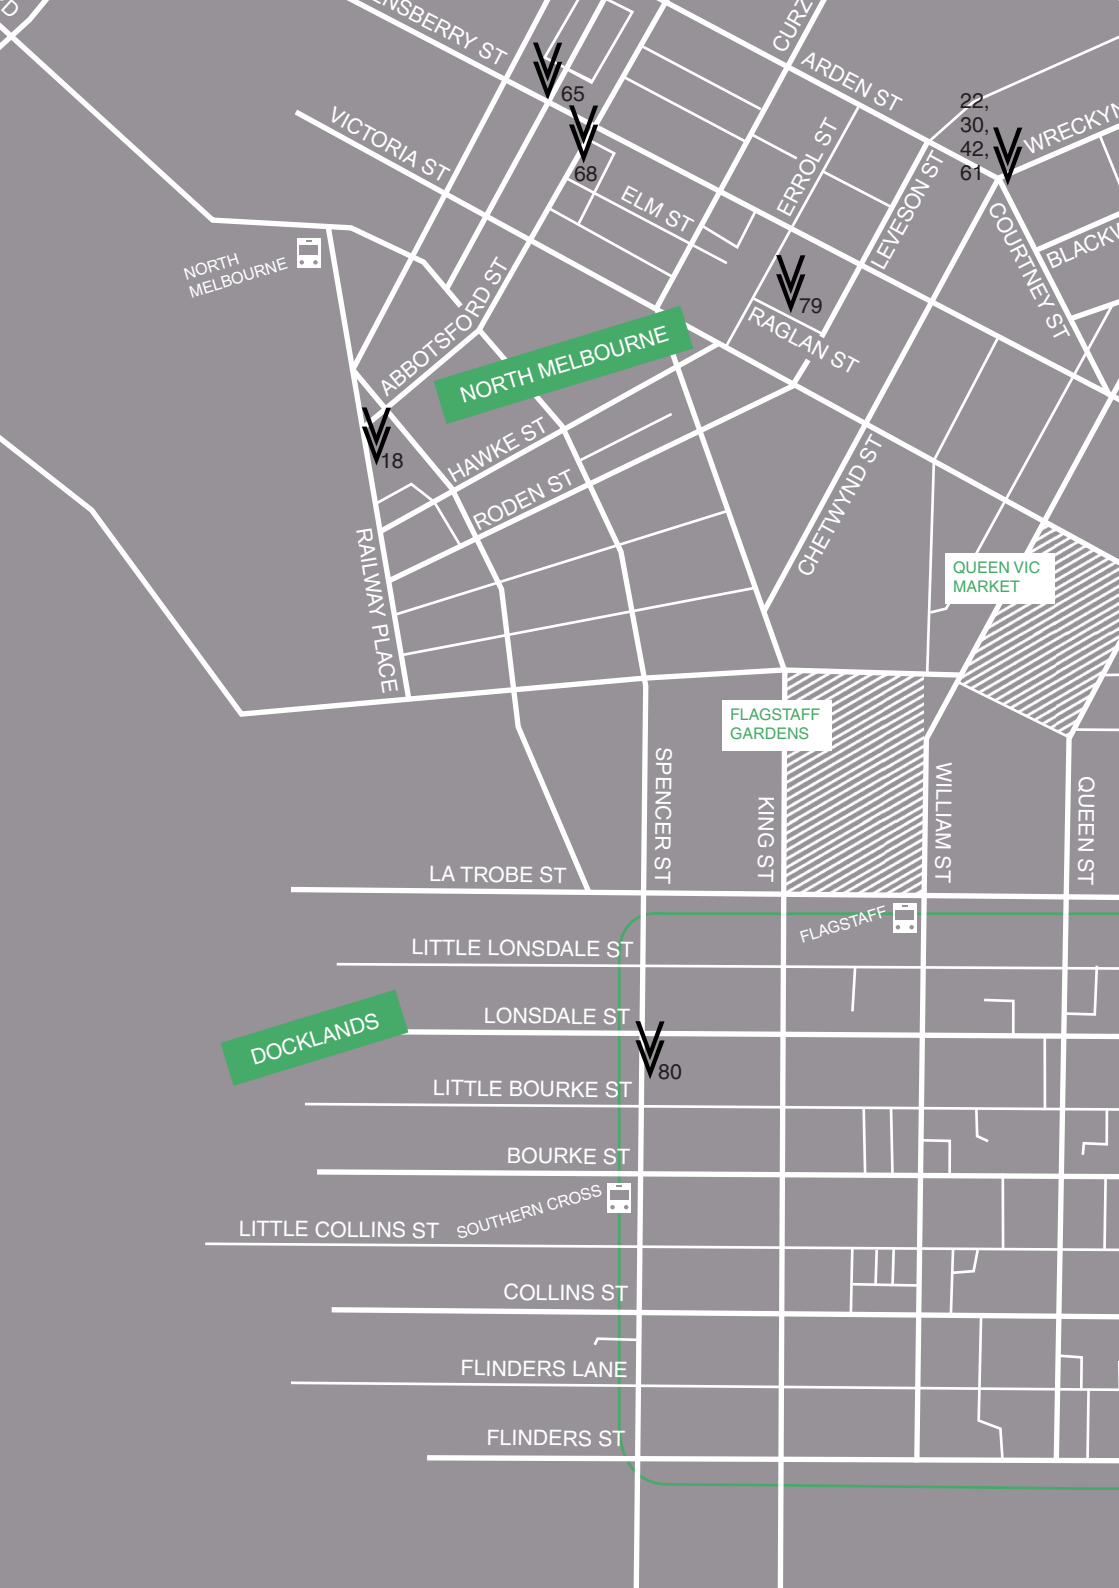 ENSBERRY ST
CURZ
ARDEN ST
65
22,
30,
42,
61
WRECKYN
VICTORIA ST
68
ERROL ST
ELM ST
LEVESON ST
COURTNEY ST
BLACKW
NORTH
MELBOURNE
ABBOTSFORD ST
79
RAGLAN ST
NORTH MELBOURNE
18
HAWKE ST
RODEN ST
CHETWYND ST
RAILWAY PLACE
QUEEN VIC
MARKET
FLAGSTAFF
GARDENS
SPENCER ST
KING ST
WILLIAM ST
QUEEN ST
LA TROBE ST
FLAGSTAFF
LITTLE LONSDALE ST
LONSDALE ST
DOCKLANDS
80
LITTLE BOURKE ST
BOURKE ST
SOUTHERN CROSS
LITTLE COLLINS ST
COLLINS ST
FLINDERS LANE
FLINDERS ST